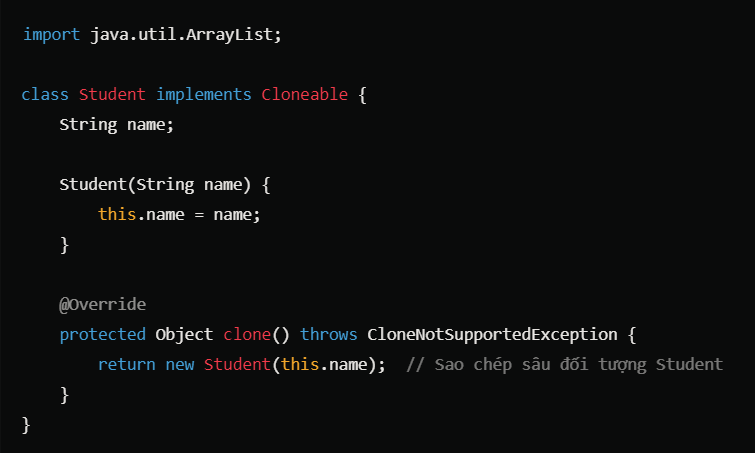 import java.util.ArrayList;
class Student implements Cloneable {
String name;
Student(String name) {
this.name = name;
}
@Override
protected Object clone() throws CloneNotSupportedException {
return new Student(this.name);  // Sao chép sâu đối tượng Student
}
}